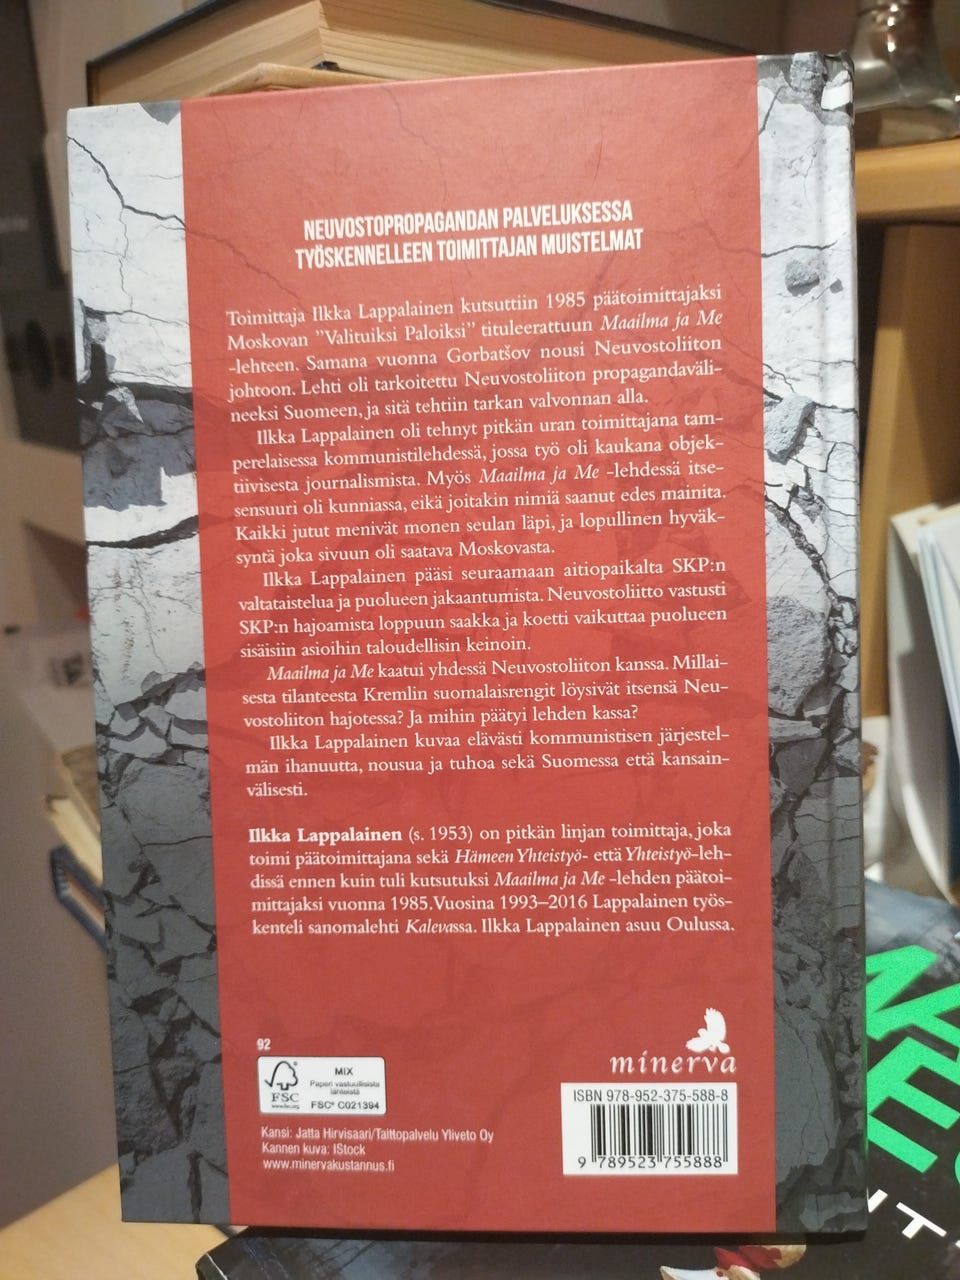 NEUVOSTOPROPAGANDAN PALVELUKSESSA
TYÖSKENNELLEEN TOIMITTAJAN MUISTELMAT
Toimittaja Ilkka Lappalainen kutsuttiin 1985 päätoimittajaksi
Moskovan ”Valituiksi Paloiksi” tituleerattuun Maailma ja Me
-lehteen. Samana vuonna Gorbatšov nousi Neuvostoliiton
johtoon. Lehti oli tarkoitettu Neuvostoliiton propagandaväli-
neeksi Suomeen, ja sitä tehtiin tarkan valvonnan alla.
Ilkka Lappalainen oli tehnyt pitkän uran toimittajana tam-
perelaisessa kommunistilehdessä, jossa työ oli kaukana objek-
tiivisesta journalismista. Myös Maailma ja Me -lehdessä itse-
sensuuri oli kunniassa, eikä joitakin nimiä saanut edes mainita.
Kaikki jutut menivät monen seulan läpi, ja lopullinen hyväk-
syntä joka sivuun oli saatava Moskovasta.
Ilkka Lappalainen pääsi seuraamaan aitiopaikalta SKP:n
valtataistelua ja puolueen jakaantumista. Neuvostoliitto vastusti
SKP:n hajoamista loppuun saakka ja koetti vaikuttaa puolueen
sisäisiin asioihin taloudellisin keinoin.
Maailma ja Me kaatui yhdessä Neuvostoliiton kanssa. Millai-
sesta tilanteesta Kremlin suomalaisrengit löysivät itsensä Neu-
vostoliiton hajotessa? Ja mihin päätyi lehden kassa?
Ilkka Lappalainen kuvaa elävästi kommunistisen järjestel-
män ihanuutta, nousua ja tuhoa sekä Suomessa että kansain-
välisesti.
Ilkka Lappalainen (s. 1953) on pitkän linjan toimittaja, joka
toimi päätoimittajana sekä Hämeen Yhteistyö- että Yhteistyö-leh-
dissä ennen kuin tuli kutsutuksi Maailma ja Me -lehden päätoi-
mittajaksi vuonna 1985. Vuosina 1993–2016 Lappalainen työs-
kenteli sanomalehti Kalevassa. Ilkka Lappalainen asuu Oulussa.
92
FSC
www.fsc.org
MIX
Paperi vastuullisista
lähteistä
FSC® C021394
Kansi: Jatta Hirvisaari/Taittopalvelu Yliveto Oy
Kannen kuva: IStock
www.minervakustannus.fi
minerva
ISBN 978-952-375-588-8
9 789523 755888